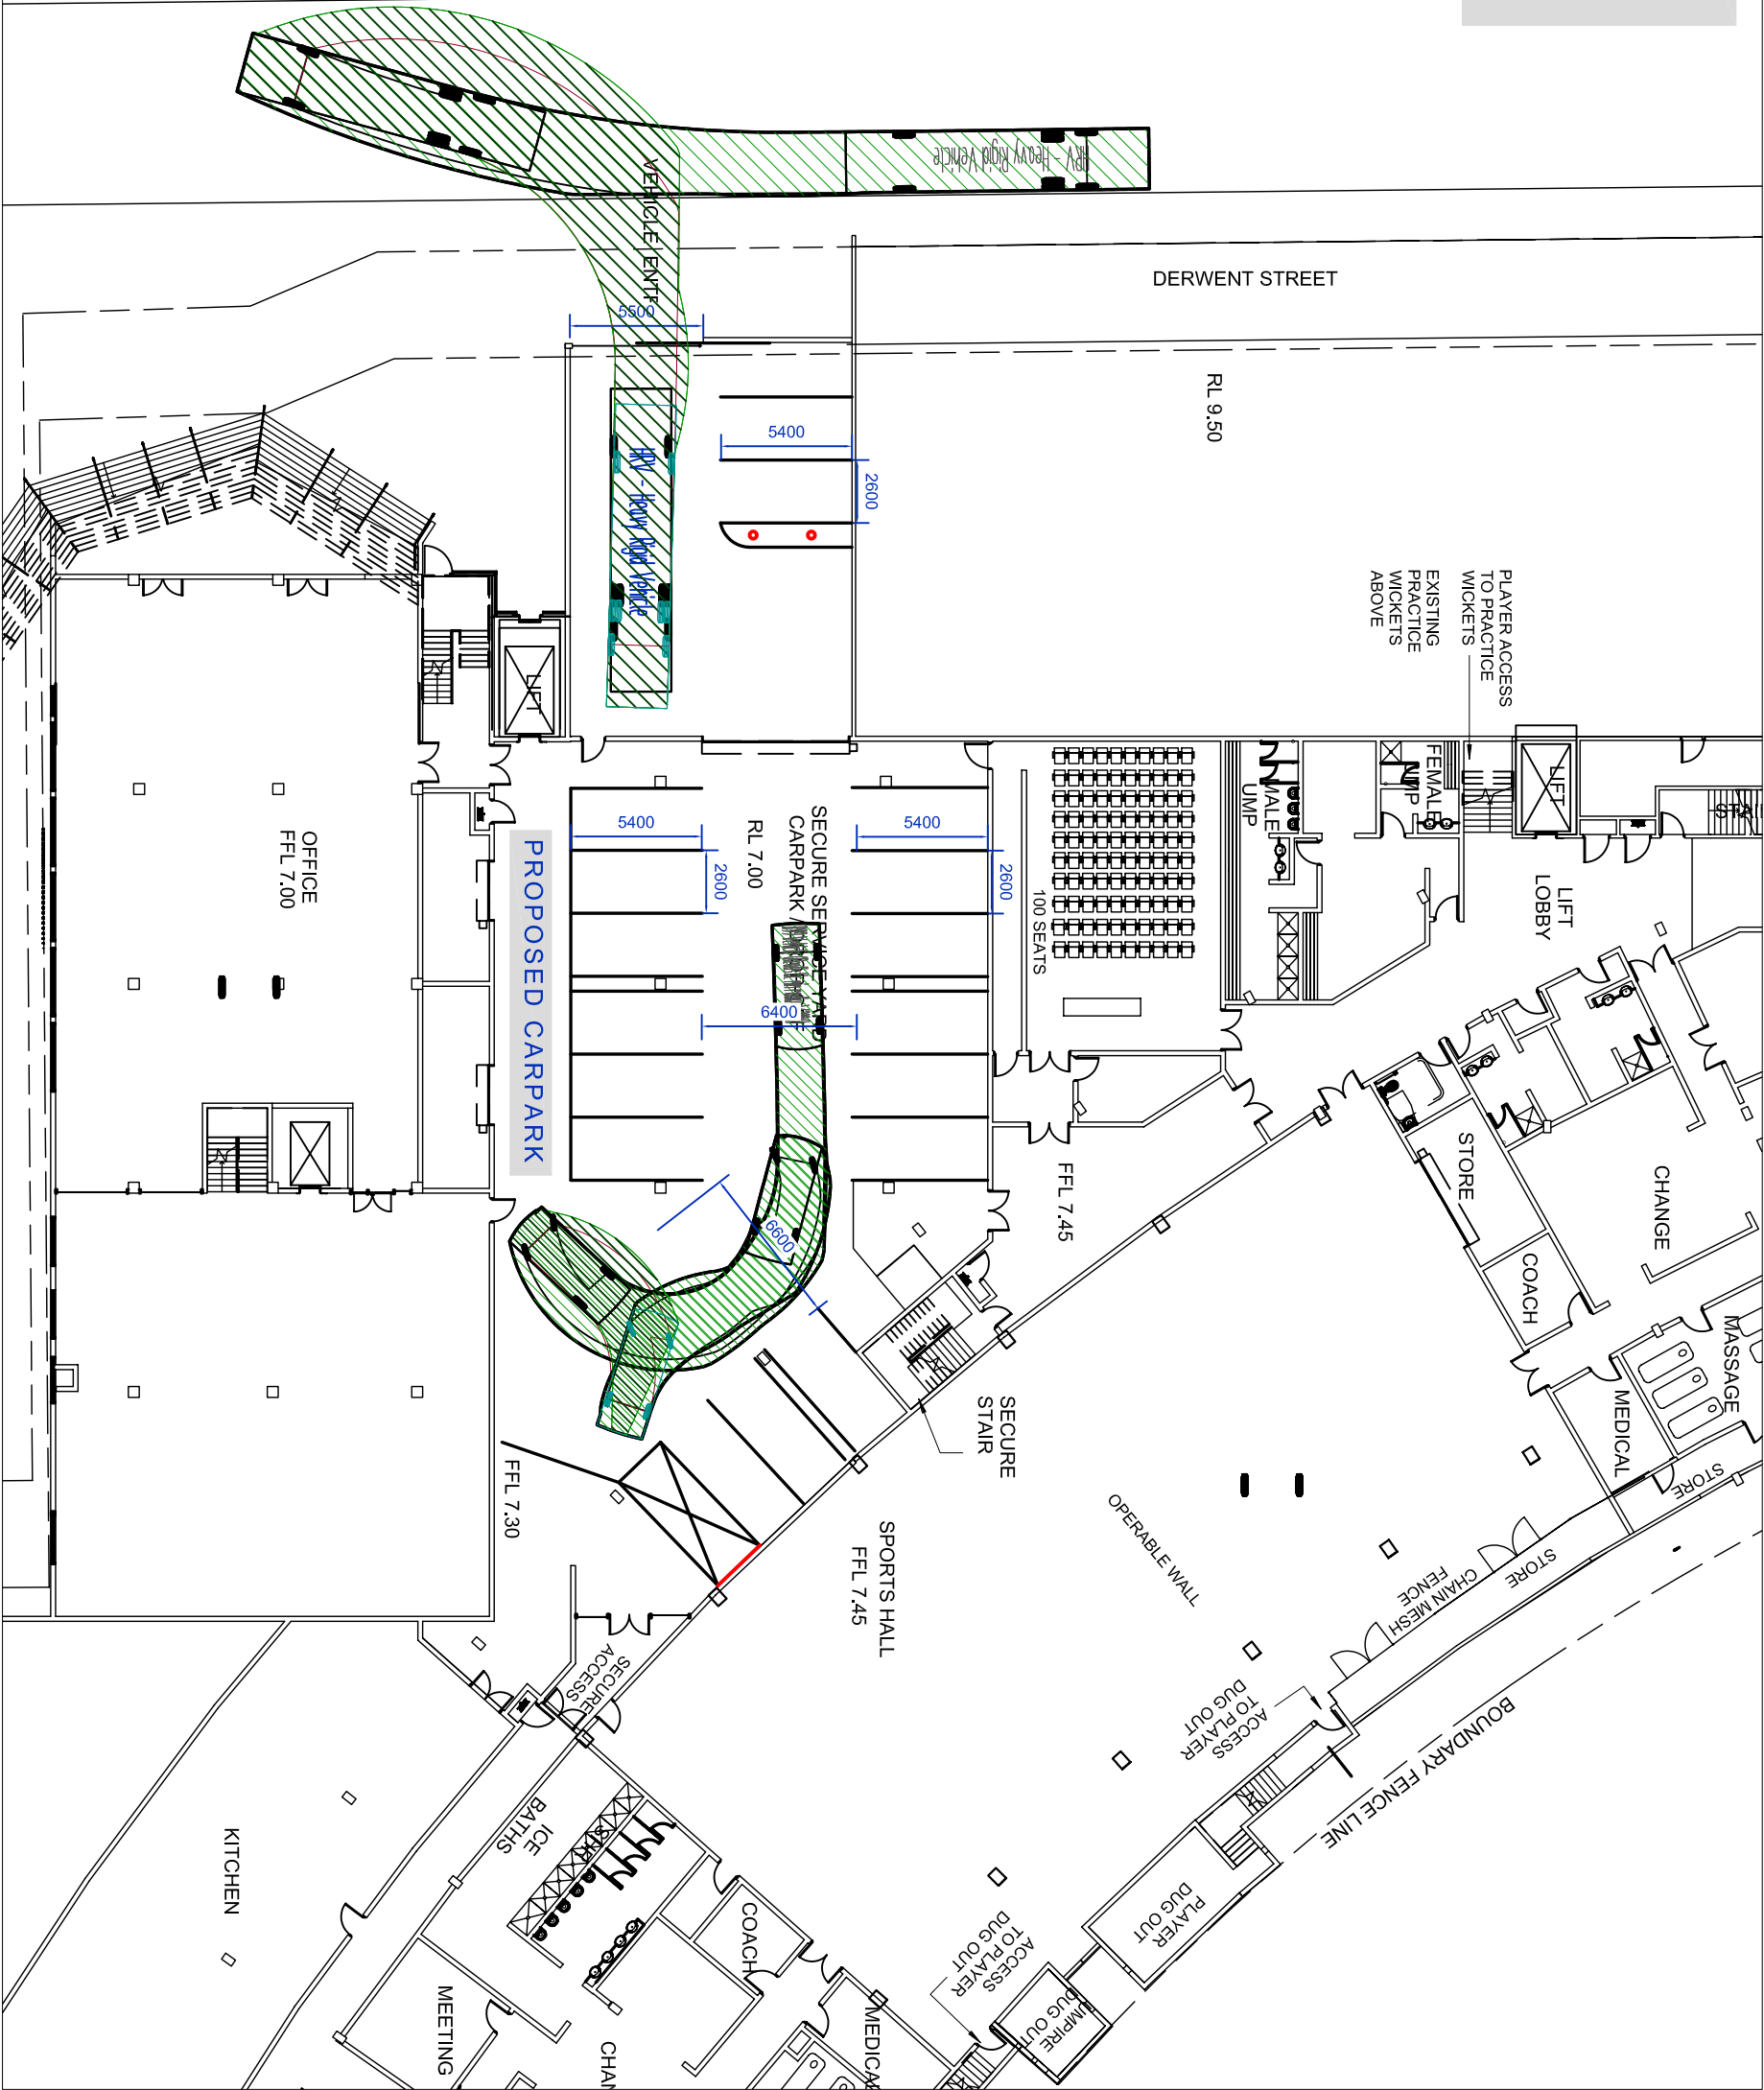 HRV - Heavy Rigid Vehicle
VEHICLE ENTR
DERWENT STREET
5500
RL 9.50
5400
2600
HRV - Heavy Rigid Vehicle
PLAYER ACCESS
TO PRACTICE
WICKETS
EXISTING
PRACTICE
WICKETS
ABOVE
LIFT
LIFT
FEMALE
UMP
MALE
UMP
LIFT
LOBBY
OFFICE
FFL 7.00
PROPOSED CARPARK
5400
2600
RL 7.00
SECURE SERVICE YARD
CARPARK /
5400
2600
6400
100 SEATS
6600
FFL 7.45
STORE
CHANGE
COACH
MASSAGE
MEDICAL
STORE
SECURE
STAIR
FFL 7.30
SPORTS HALL
FFL 7.45
OPERABLE WALL
STORE
CHAIN MESH
FENCE
SECURE
ACCESS
ACCESS
TO PLAYER
DUG OUT
BOUNDARY FENCE LINE
KITCHEN
ICE
BATHS
SHR
COACH
PLAYER
DUG OUT
ACCESS
TO PLAYER
DUG OUT
UMPIRE
DUG OUT
MEETING
CHAN
MEDICAL